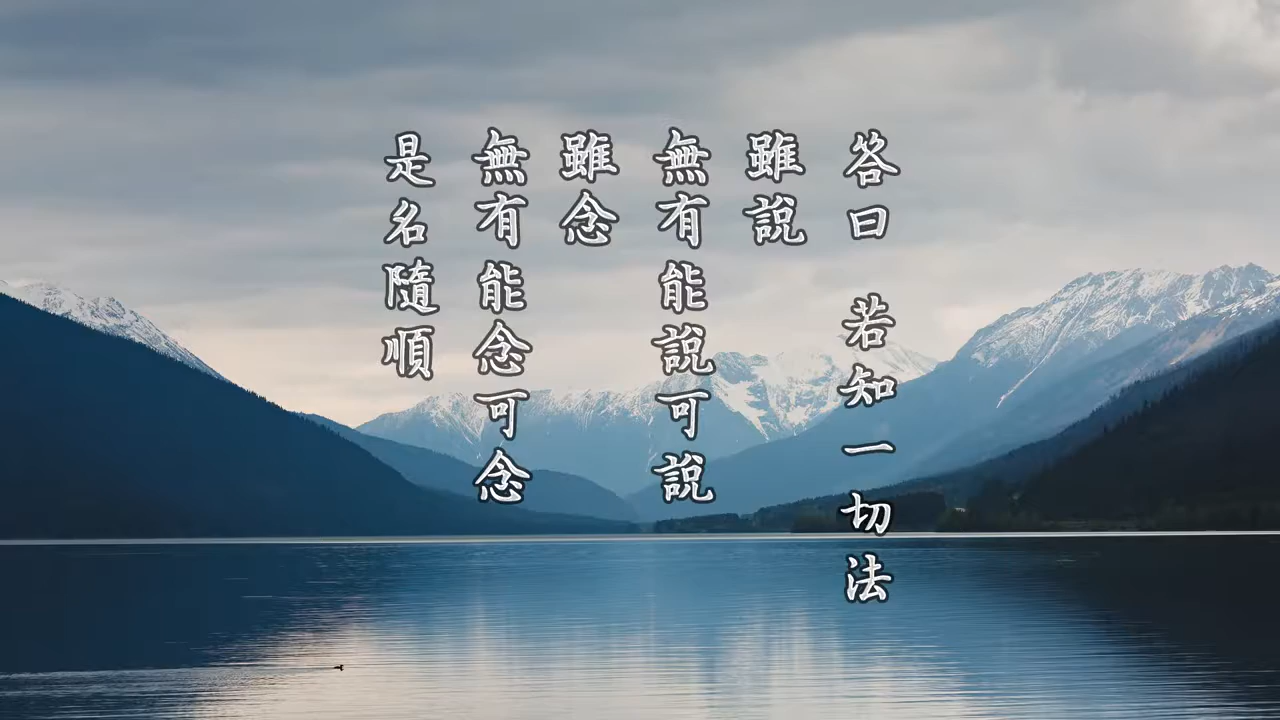 答曰 若知一切法
雖說
無有能說可說
雖念
無有能念可念
是名隨順